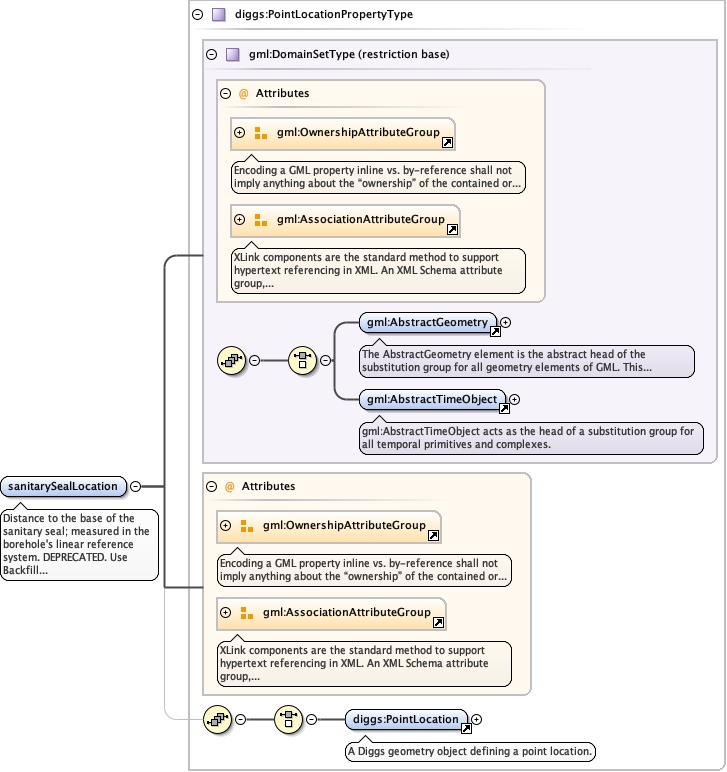 diggs:PointLocationPropertyType
gml:DomainSetType (restriction base)
@ Attributes
gml:OwnershipAttributeGroup
Encoding a GML property inline vs. by-reference shall not
imply anything about the “ownership” of the contained or...
gml:AssociationAttributeGroup
XLink components are the standard method to support
hypertext referencing in XML. An XML Schema attribute
group,...
gml:AbstractGeometry
The AbstractGeometry element is the abstract head of the
substitution group for all geometry elements of GML. This...
gml:AbstractTimeObject
gml:AbstractTimeObject acts as the head of a substitution group for
all temporal primitives and complexes.
sanitarySealLocation
Distance to the base of the
sanitary seal; measured in the
borehole's linear reference
system. DEPRECATED. Use
Backfill...
@ Attributes
gml:OwnershipAttributeGroup
Encoding a GML property inline vs. by-reference shall not
imply anything about the “ownership” of the contained or...
gml:AssociationAttributeGroup
XLink components are the standard method to support
hypertext referencing in XML. An XML Schema attribute
group,...
diggs:PointLocation
A Diggs geometry object defining a point location.